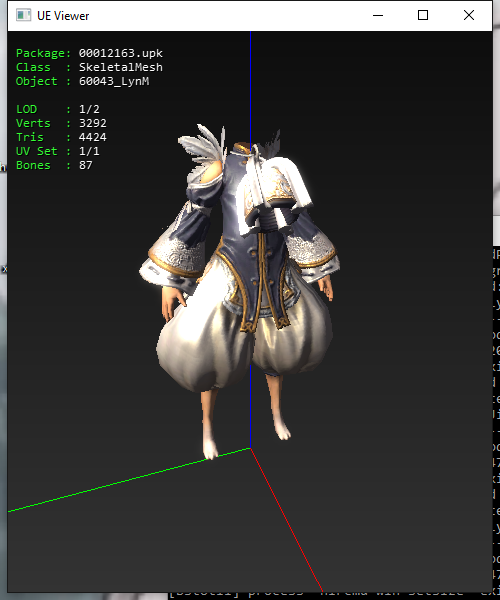 UE Viewer
Package: 00012163.upk
Class : SkeletalMesh
Object : 60043_LynM
LOD : 1/2
Verts : 3292
Tris : 4424
UV Set : 1/1
Bones : 87